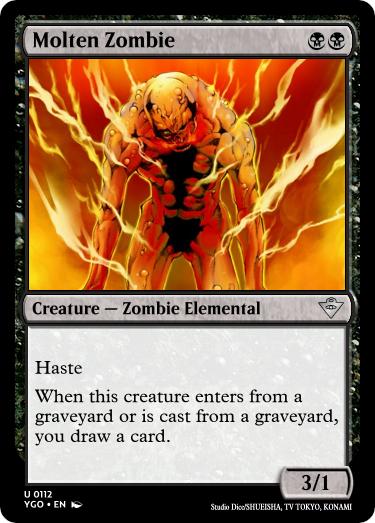 Molten Zombie
Creature — Zombie Elemental
Haste
When this creature enters from a
graveyard or is cast from a graveyard,
you draw a card.
3/1
U 0112
YGO • EN
Studio Dice/SHUEISHA, TV TOKYO, KONAMI